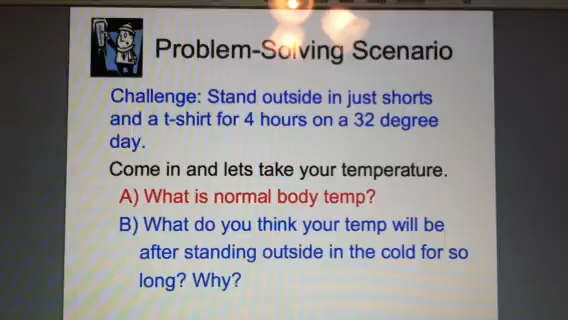 Problem-Solving Scenario
Challenge: Stand outside in just shorts
and a t-shirt for 4 hours on a 32 degree
day.
Come in and lets take your temperature.
A) What is normal body temp?
B) What do you think your temp will be
after standing outside in the cold for so
long? Why?